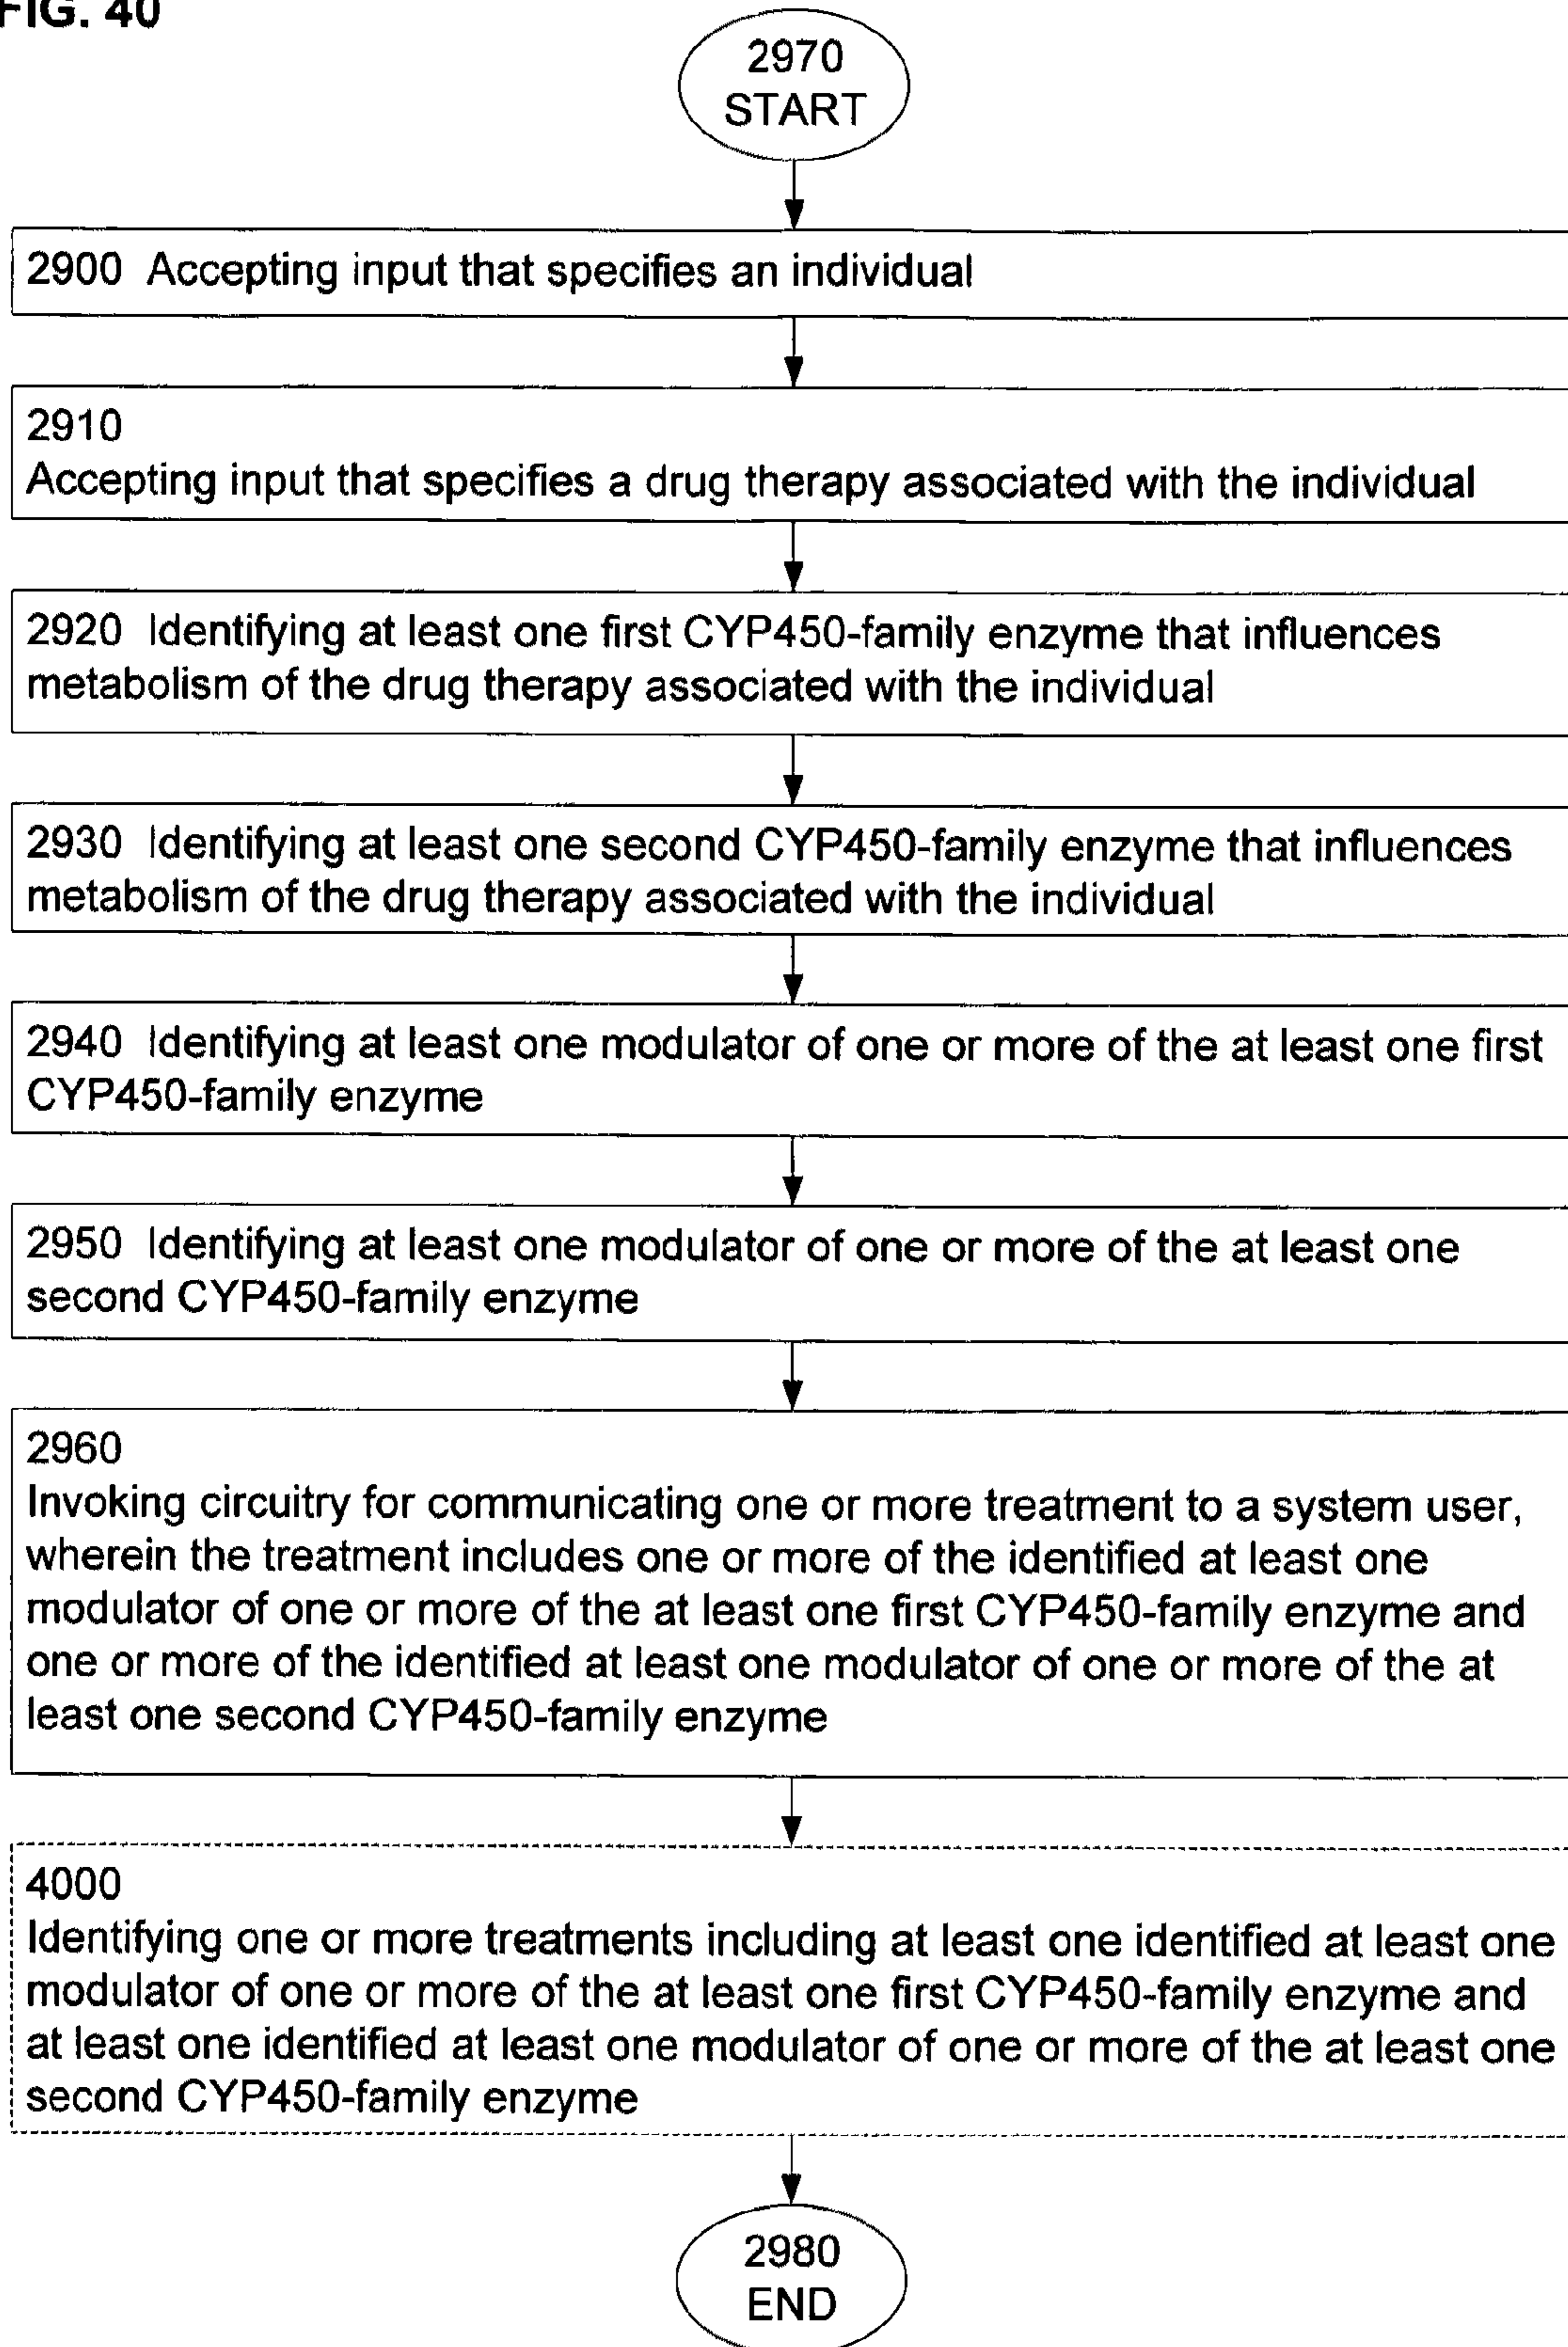 FIG. 40
2970
START
2900 Accepting input that specifies an individual
2910
Accepting input that specifies a drug therapy associated with the individual
2920 Identifying at least one first CYP450-family enzyme that influences
metabolism of the drug therapy associated with the individual
2930 Identifying at least one second CYP450-family enzyme that influences
metabolism of the drug therapy associated with the individual
2940 Identifying at least one modulator of one or more of the at least one first
CYP450-family enzyme
2950 Identifying at least one modulator of one or more of the at least one
second CYP450-family enzyme
2960
Invoking circuitry for communicating one or more treatment to a system user,
wherein the treatment includes one or more of the identified at least one
modulator of one or more of the at least one first CYP450-family enzyme and
one or more of the identified at least one modulator of one or more of the at
least one second CYP450-family enzyme
4000
Identifying one or more treatments including at least one identified at least one
modulator of one or more of the at least one first CYP450-family enzyme and
at least one identified at least one modulator of one or more of the at least one
second CYP450-family enzyme
2980
END